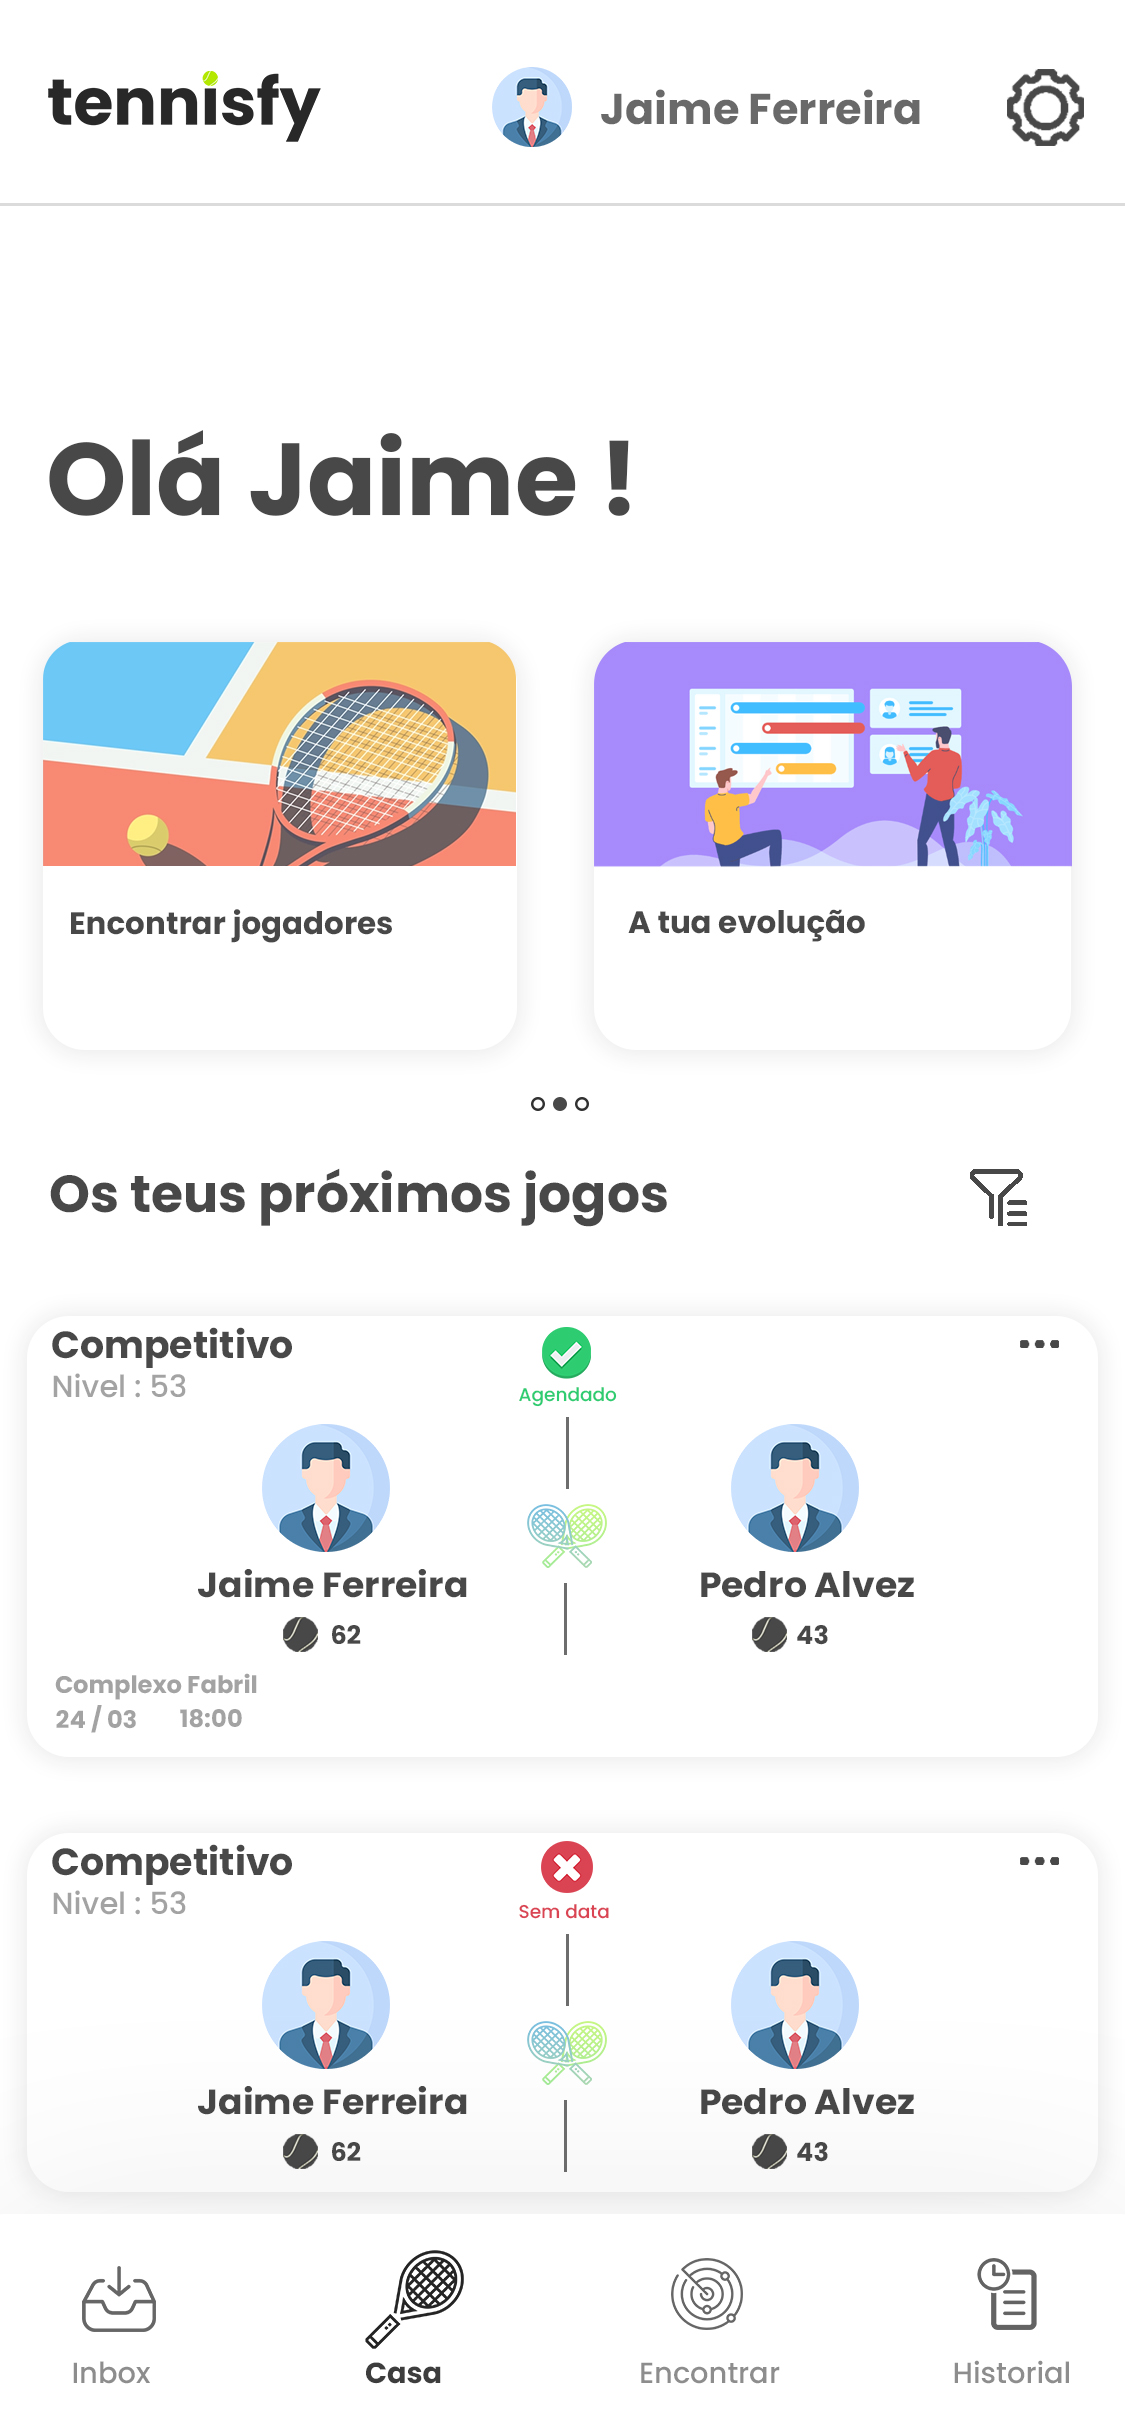 tennisfy
Jaime Ferreira
Olá Jaime !
Encontrar jogadores
A tua evolução
Os teus próximos jogos
Competitivo
Nivel : 53
Agendado
Jaime Ferreira
62
Pedro Alvez
43
Complexo Fabril
24 / 03 18:00
Competitivo
Nivel : 53
Sem data
Jaime Ferreira
62
Pedro Alvez
43
Inbox
Casa
Encontrar
Historial